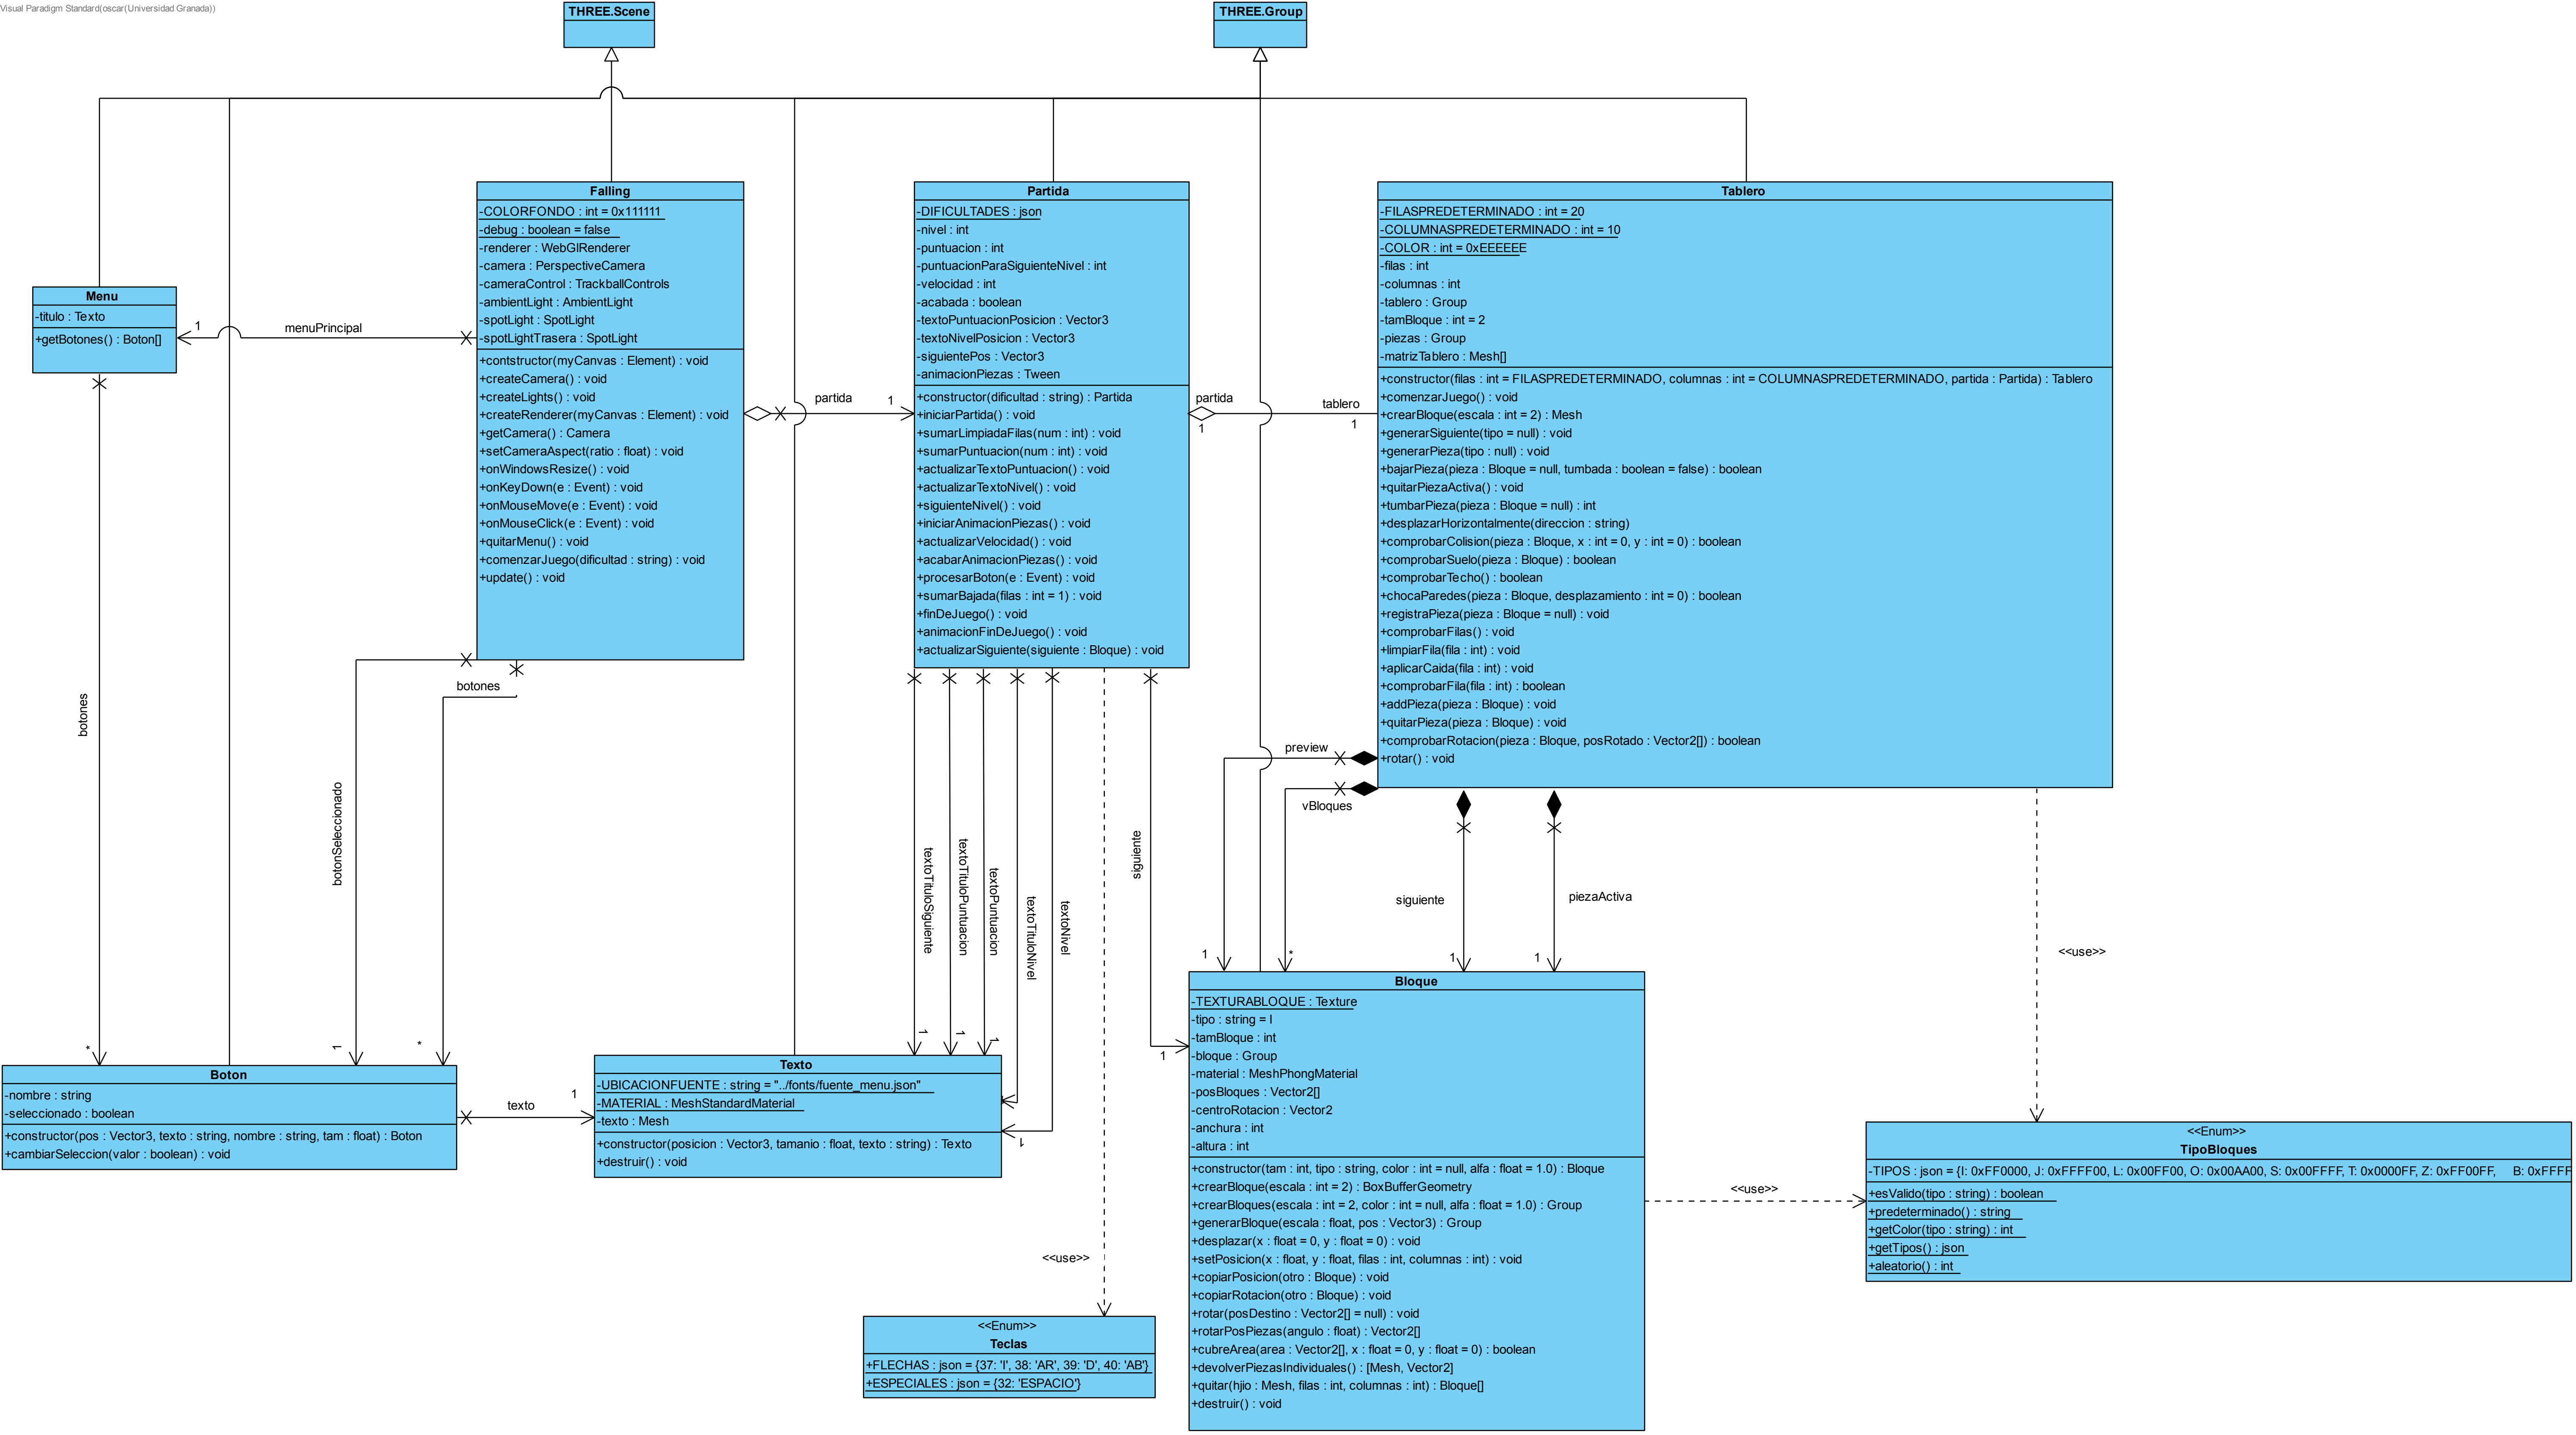 Visual Paradigm Standard(oscar(Universidad Granada))
THREE.Scene
THREE.Group
Menu
-titulo : Texto
+getBotones() : Boton[]
1
menuPrincipal
Falling
-COLORFONDO : int = 0x111111
-debug : boolean = false
-renderer : WebGlRenderer
-camera : PerspectiveCamera
-cameraControl : TrackballControls
-ambientLight : AmbientLight
-spotLight : SpotLight
-spotLightTrasera : SpotLight
+contstructor(myCanvas : Element) : void
+createCamera() : void
+createLights() : void
+createRenderer(myCanvas : Element) : void
+getCamera() : Camera
+setCameraAspect(ratio : float) : void
+onWindowsResize() : void
+onKeyDown(e : Event) : void
+onMouseMove(e : Event) : void
+onMouseClick(e : Event) : void
+quitarMenu() : void
+comenzarJuego(dificultad : string) : void
+update() : void
partida
1
Partida
-DIFICULTADES : json
-nivel : int
-puntuacion : int
-puntuacionParaSiguienteNivel : int
-velocidad : int
-acabada : boolean
-textoPuntuacionPosicion : Vector3
-textoNivelPosicion : Vector3
-siguientePos : Vector3
-animacionPiezas : Tween
+constructor(dificultad : string) : Partida
+iniciarPartida() : void
+sumarLimpiadaFilas(num : int) : void
+sumarPuntuacion(num : int) : void
+actualizarTextoPuntuacion() : void
+actualizarTextoNivel() : void
+siguienteNivel() : void
+iniciarAnimacionPiezas() : void
+actualizarVelocidad() : void
+acabarAnimacionPiezas() : void
+procesarBoton(e : Event) : void
+sumarBajada(filas : int = 1) : void
+finDeJuego() : void
+animacionFinDeJuego() : void
+actualizarSiguiente(siguiente : Bloque) : void
partida
1
tablero
1
Tablero
-FILASPREDETERMINADO : int = 20
-COLUMNASPREDETERMINADO : int = 10
-COLOR : int = 0xEEEEEE
-filas : int
-columnas : int
-tablero : Group
-tamBloque : int = 2
-piezas : Group
-matrizTablero : Mesh[]
+constructor(filas : int = FILASPREDETERMINADO, columnas : int = COLUMNASPREDETERMINADO, partida : Partida) : Tablero
+comenzarJuego() : void
+crearBloque(escala : int = 2) : Mesh
+generarSiguiente(tipo = null) : void
+generarPieza(tipo : null) : void
+bajarPieza(pieza : Bloque = null, tumbada : boolean = false) : boolean
+quitarPiezaActiva() : void
+tumbarPieza(pieza : Bloque = null) : int
+desplazarHorizontalmente(direccion : string)
+comprobarColision(pieza : Bloque, x : int = 0, y : int = 0) : boolean
+comprobarSuelo(pieza : Bloque) : boolean
+comprobarTecho() : boolean
+chocaParedes(pieza : Bloque, desplazamiento : int = 0) : boolean
+registraPieza(pieza : Bloque = null) : void
+comprobarFilas() : void
+limpiarFila(fila : int) : void
+aplicarCaida(fila : int) : void
+comprobarFila(fila : int) : boolean
+addPieza(pieza : Bloque) : void
+quitarPieza(pieza : Bloque) : void
+comprobarRotacion(pieza : Bloque, posRotado : Vector2[]) : boolean
+rotar() : void
botones
*
botonSeleccionado
1
botones
*
textoTituloSiguiente
1
textoTituloPuntuacion
1
textoPuntuacion
1
textoTituloNivel
textoNivel
1
siguiente
1
preview
1
vBloques
*
siguiente
1
piezaActiva
1
<<use>>
<<use>>
<<use>>
Boton
-nombre : string
-seleccionado : boolean
+constructor(pos : Vector3, texto : string, nombre : string, tam : float) : Boton
+cambiarSeleccion(valor : boolean) : void
texto
1
Texto
-UBICACIONFUENTE : string = "../fonts/fuente_menu.json"
-MATERIAL : MeshStandardMaterial
-texto : Mesh
+constructor(posicion : Vector3, tamanio : float, texto : string) : Texto
+destruir() : void
Bloque
-TEXTURABLOQUE : Texture
-tipo : string = I
-tamBloque : int
-bloque : Group
-material : MeshPhongMaterial
-posBloques : Vector2[]
-centroRotacion : Vector2
-anchura : int
-altura : int
+constructor(tam : int, tipo : string, color : int = null, alfa : float = 1.0) : Bloque
+crearBloque(escala : int = 2) : BoxBufferGeometry
+crearBloques(escala : int = 2, color : int = null, alfa : float = 1.0) : Group
+generarBloque(escala : float, pos : Vector3) : Group
+desplazar(x : float = 0, y : float = 0) : void
+setPosicion(x : float, y : float, filas : int, columnas : int) : void
+copiarPosicion(otro : Bloque) : void
+copiarRotacion(otro : Bloque) : void
+rotar(posDestino : Vector2[] = null) : void
+rotarPosPiezas(angulo : float) : Vector2[]
+cubreArea(area : Vector2[], x : float = 0, y : float = 0) : boolean
+devolverPiezasIndividuales() : [Mesh, Vector2]
+quitar(hjio : Mesh, filas : int, columnas : int) : Bloque[]
+destruir() : void
<<Enum>>
TipoBloques
-TIPOS : json = {I: 0xFF0000, J: 0xFFFF00, L: 0x00FF00, O: 0x00AA00, S: 0x00FFFF, T: 0x0000FF, Z: 0xFF00FF, B: 0xFFFF
+esValido(tipo : string) : boolean
+predeterminado() : string
+getColor(tipo : string) : int
+getTipos() : json
+aleatorio() : int
<<Enum>>
Teclas
+FLECHAS : json = {37: 'I', 38: 'AR', 39: 'D', 40: 'AB'}
+ESPECIALES : json = {32: 'ESPACIO'}